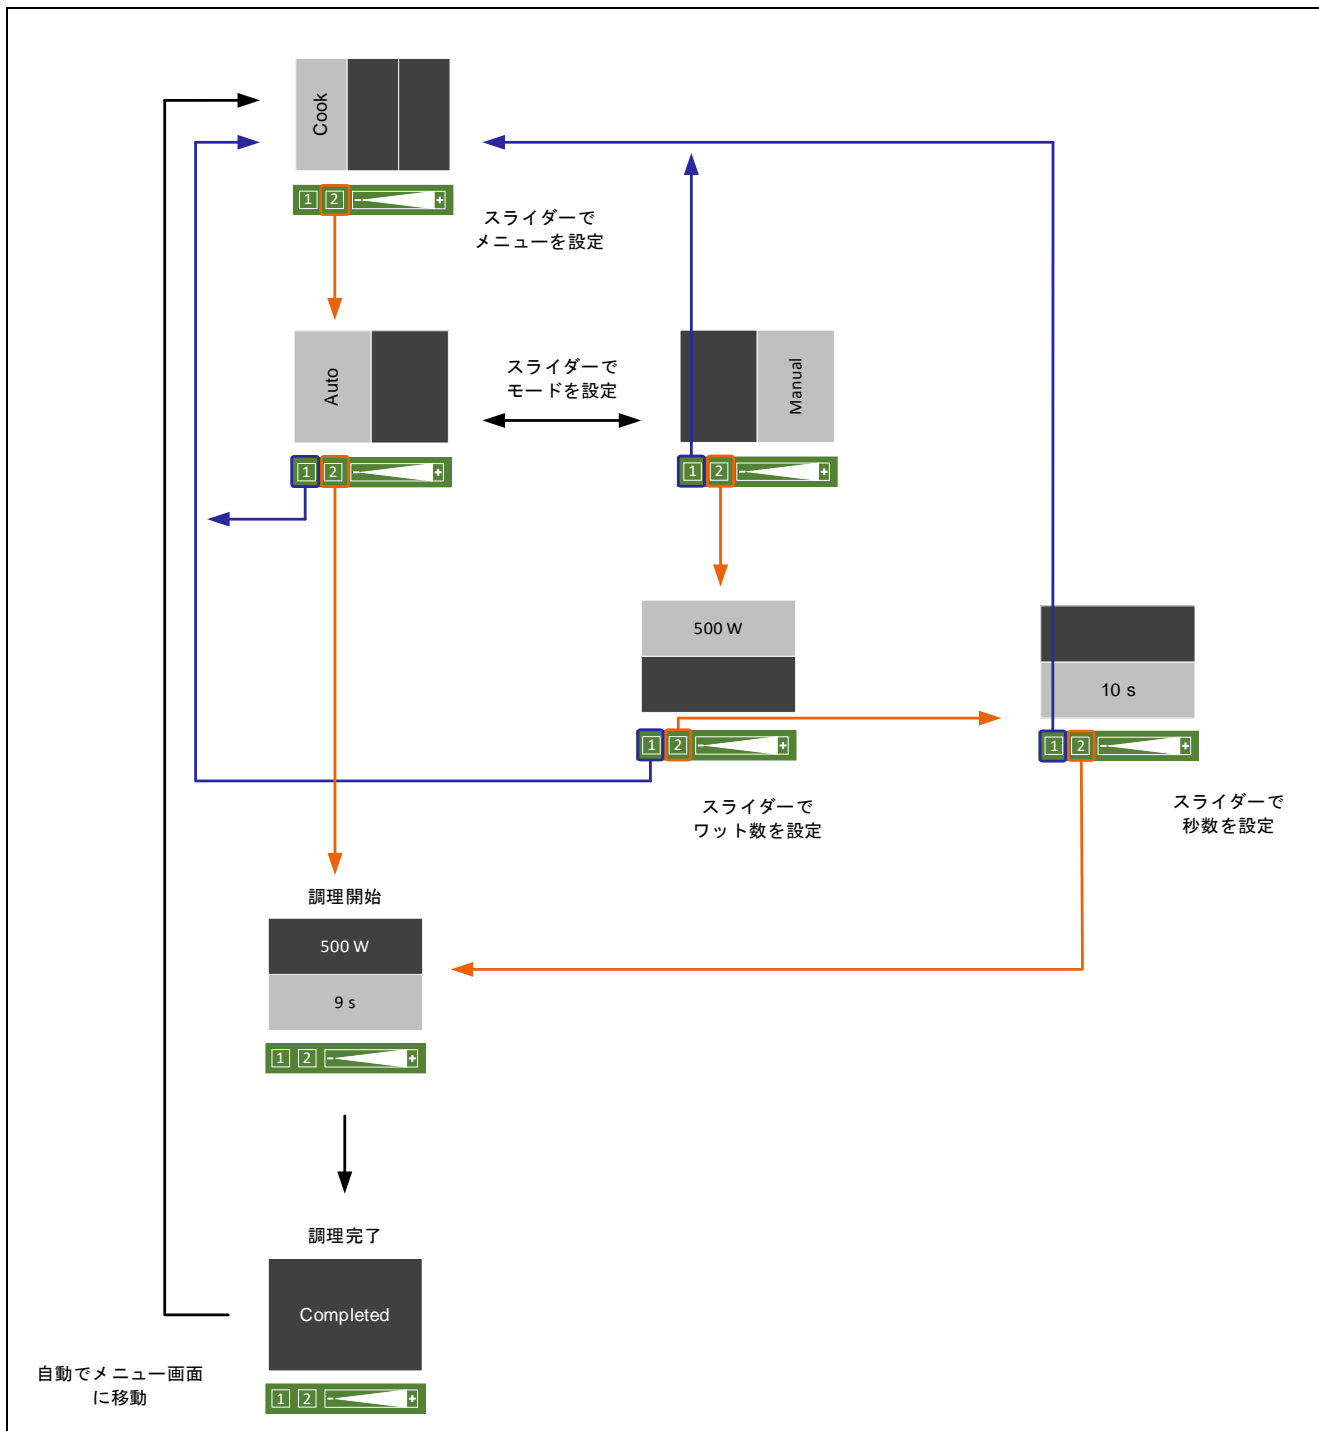 Cook
1 2 - +
スライダーで
メニューを設定
Auto
スライダーで
モードを設定
Manual
1 2 - +
1 2 - +
500 W
10 s
1 2 - +
1 2 - +
スライダーで
ワット数を設定
スライダーで
秒数を設定
調理開始
500 W
9 s
1 2 - +
調理完了
Completed
自動でメニュー画面
に移動
1 2 - +